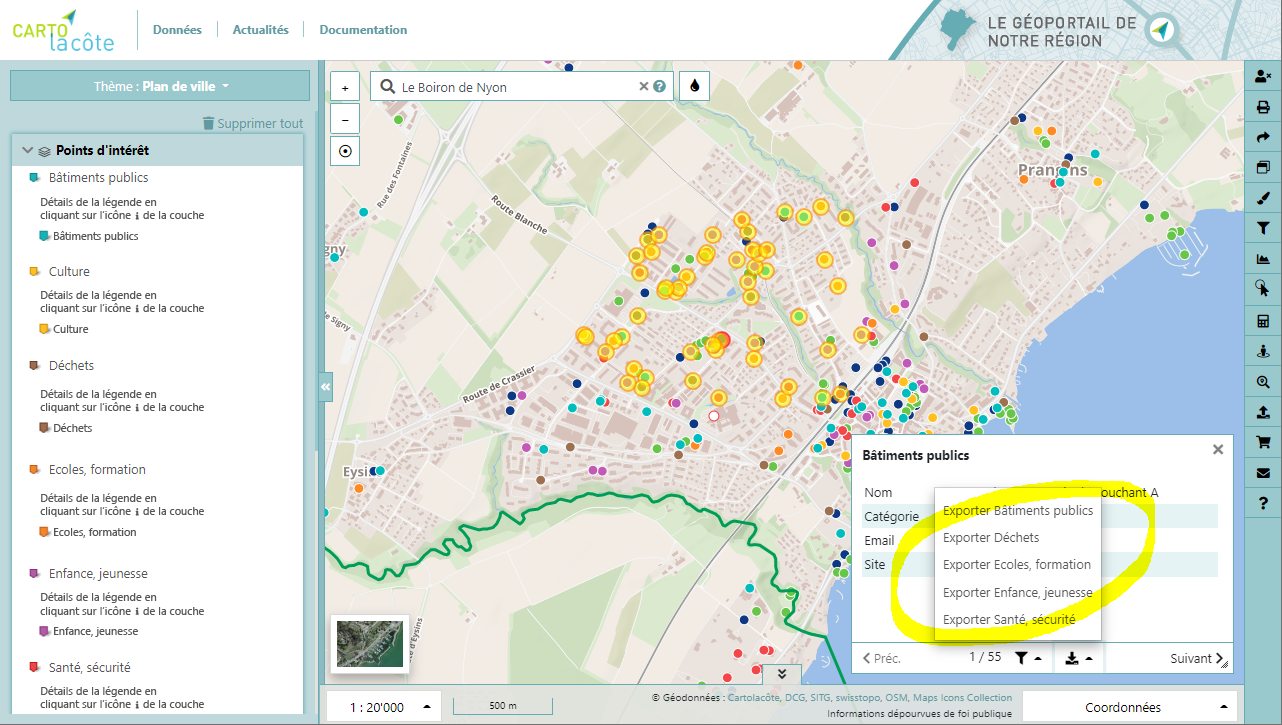 CARTO
lacôte
Données
Actualités
Documentation
LE GÉOPORTAIL DE
NOTRE RÉGION
Thème : Plan de ville
Supprimer tout
Points d'intérêt
Bâtiments publics
Détails de la légende en
cliquant sur l'icône i de la couche
Bâtiments publics
Culture
Détails de la légende en
cliquant sur l'icône i de la couche
Culture
Déchets
Détails de la légende en
cliquant sur l'icône i de la couche
Déchets
Ecoles, formation
Détails de la légende en
cliquant sur l'icône i de la couche
Ecoles, formation
Enfance, jeunesse
Détails de la légende en
cliquant sur l'icône i de la couche
Enfance, jeunesse
Santé, sécurité
Détails de la légende en
cliquant sur l'icône i de la couche
+
−
Le Boiron de Nyon
×
?
Rue des Fontaines
Route Blanche
Prangins
gny
de Signy
Route de Crassier
Eysi
te d'Eysins
«
Bâtiments publics
×
Nom
ouchant A
Catégorie
Email
Site
Exporter Bâtiments publics
Exporter Déchets
Exporter Ecoles, formation
Exporter Enfance, jeunesse
Exporter Santé, sécurité
Préc.
1 / 55
Suivant
1 : 20'000
500 m
© Géodonnées : Cartolacôte, DCG, SITG, swisstopo, OSM, Maps Icons Collection
Informations dépourvues de foi publique
Coordonnées
?